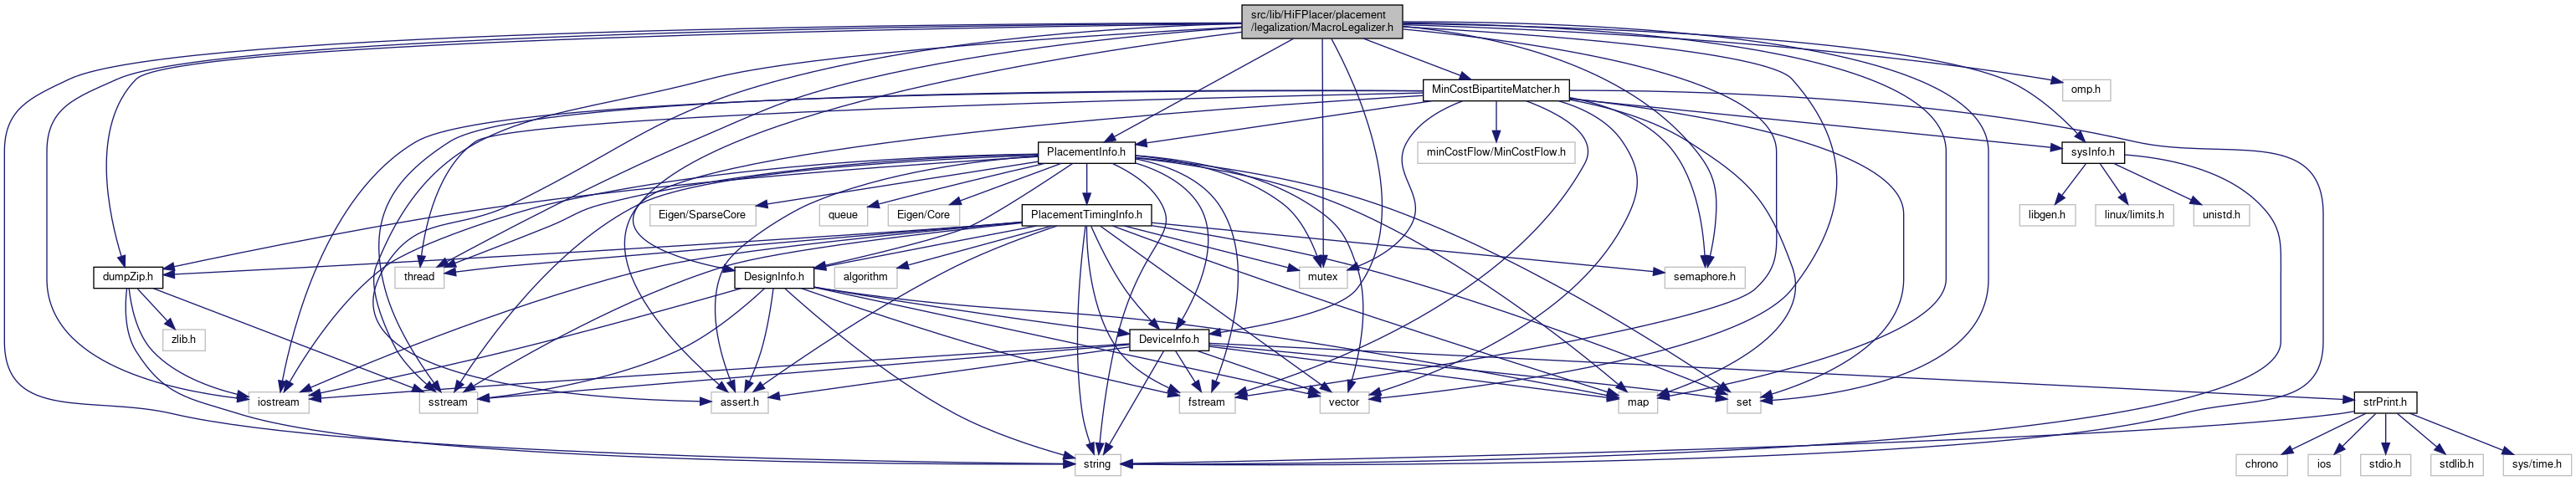 src/lib/HiFPlacer/placement
/legalization/MacroLegalizer.h
MinCostBipartiteMatcher.h
omp.h
PlacementInfo.h
minCostFlow/MinCostFlow.h
sysInfo.h
Eigen/SparseCore
queue
Eigen/Core
PlacementTimingInfo.h
libgen.h
linux/limits.h
unistd.h
dumpZip.h
thread
DesignInfo.h
algorithm
mutex
semaphore.h
zlib.h
DeviceInfo.h
iostream
sstream
assert.h
fstream
vector
map
set
strPrint.h
string
chrono
ios
stdio.h
stdlib.h
sys/time.h